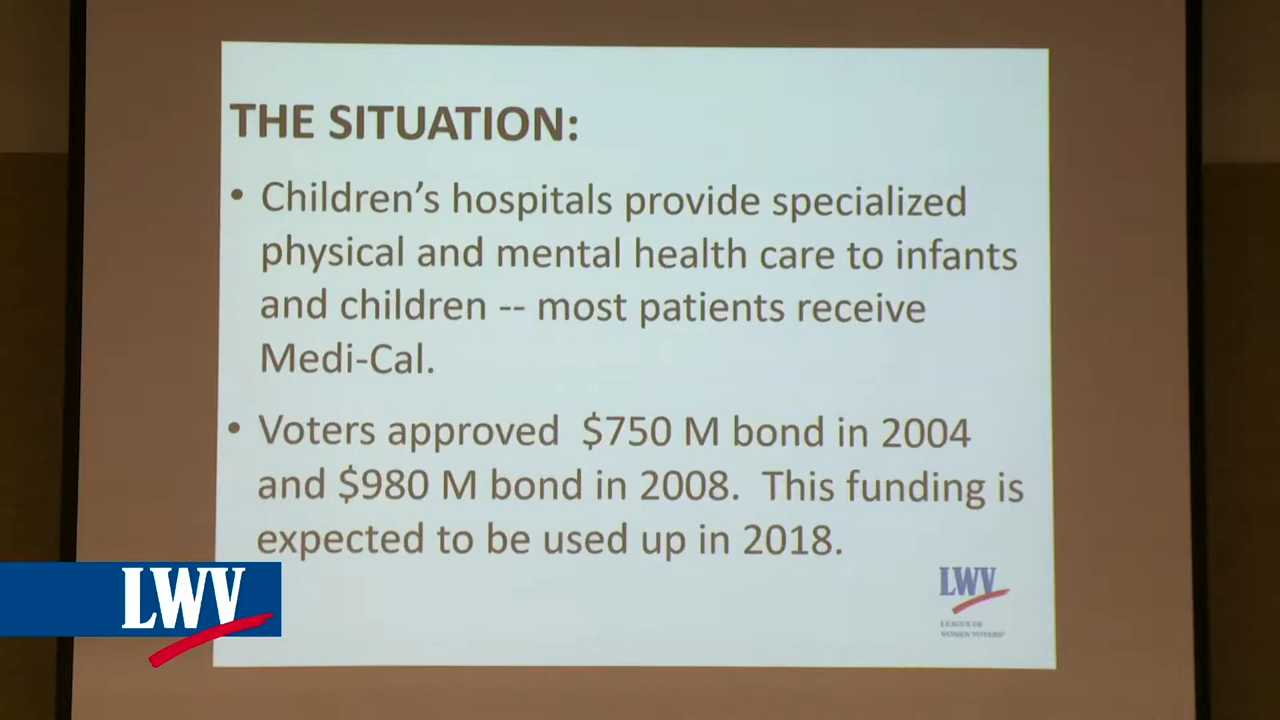 THE SITUATION:
• Children’s hospitals provide specialized
physical and mental health care to infants
and children -- most patients receive
Medi-Cal.
• Voters approved  $750 M bond in 2004
and $980 M bond in 2008.  This funding is
expected to be used up in 2018.
LWV
LEAGUE OF
WOMEN VOTERS®
LWV